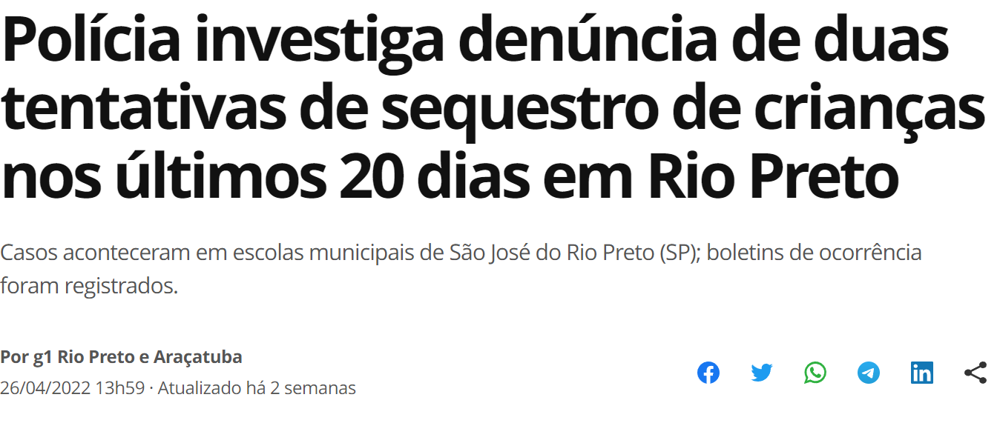 Polícia investiga denúncia de duas
tentativas de sequestro de crianças
nos últimos 20 dias em Rio Preto
Casos aconteceram em escolas municipais de São José do Rio Preto (SP); boletins de ocorrência
foram registrados.
Por g1 Rio Preto e Araçatuba
26/04/2022 13h59 · Atualizado há 2 semanas